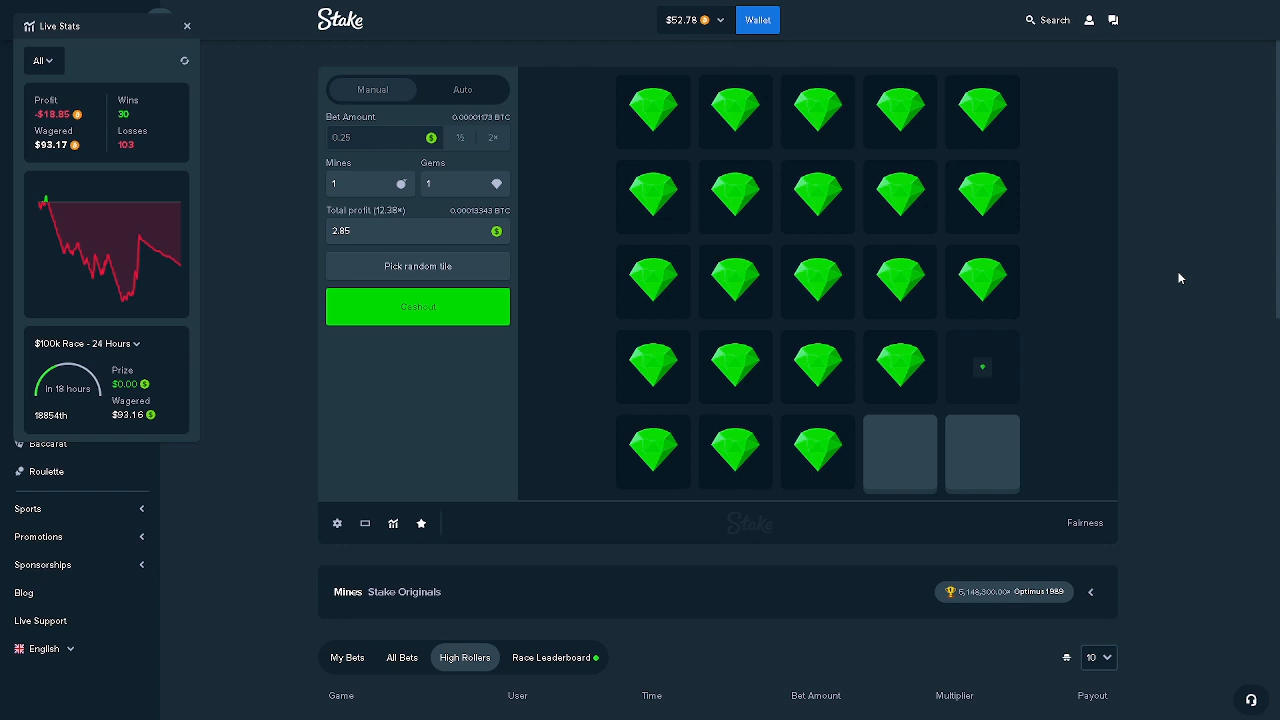 Live Stats
All
Profit
Wins
-$18.85
30
Wagered
Losses
$93.17
103
$100k Race - 24 Hours
In 18 hours
Prize
$0.00
Wagered
18854th
$93.16
Baccarat
Roulette
Sports
Promotions
Sponsorships
Blog
Live Support
English
Stake
$52.78
Wallet
Search
Manual
Auto
Bet Amount
0.00001173 BTC
0.25
½
2×
Mines
Gems
1
1
Total profit (12.38×)
0.00013343 BTC
2.85
Pick random tile
Cashout
Stake
Fairness
Mines Stake Originals
5,148,300.00× Optimus1989
My Bets
All Bets
High Rollers
Race Leaderboard
10
Game
User
Time
Bet Amount
Multiplier
Payout